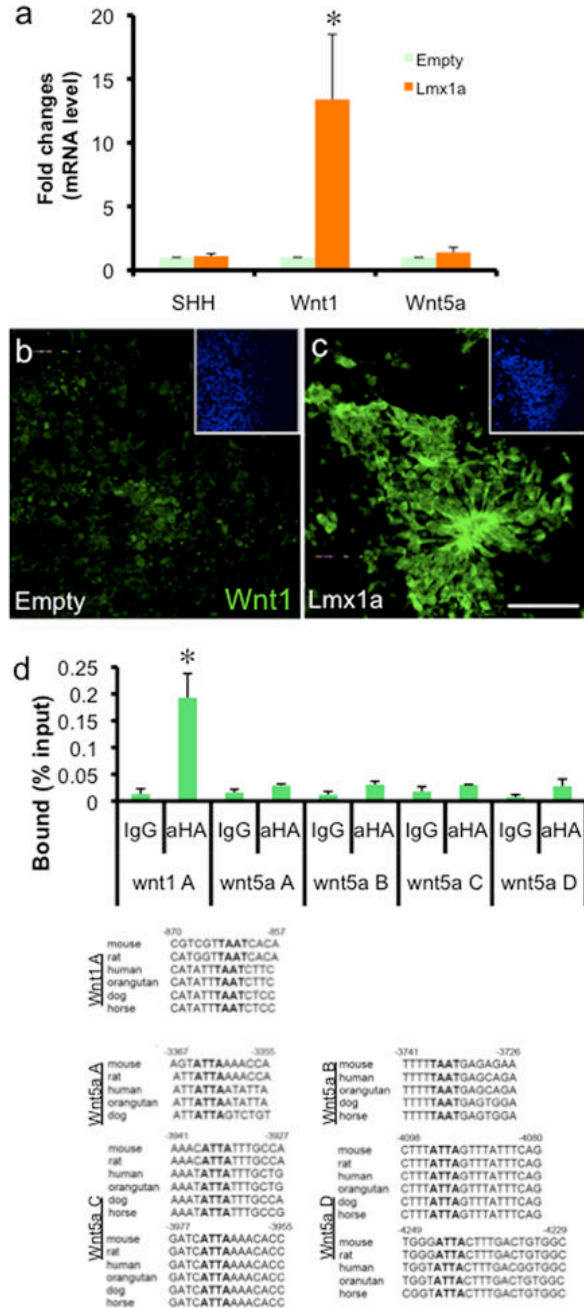 a
20
15
10
5
0
Fold changes
(mRNA level)
*
Empty
Lmx1a
SHH Wnt1 Wnt5a
b
Empty
Wnt1
c
Lmx1a
d
0.25
0.2
0.15
0.1
0.05
0
Bound (% input)
*
IgG aHA IgG aHA IgG aHA IgG aHA IgG aHA
wnt1 A wnt5a A wnt5a B wnt5a C wnt5a D
Wnt1 A
-870 -857
mouse CGTCGTTAATCACA
rat CATGGTTAATCACA
human CATATTTAATCTTC
orangutan CATATTTAATCTTC
dog CATATTTAATCTCC
horse CATATTTAATCTCC
Wnt5a A
-3367 -3355
mouse AGTATTAAAACCA
rat ATTATTAAAACCA
human ATTATTAATATTA
orangutan ATTATTAATATTA
dog ATTATTAGTCTGT
Wnt5a B
-3741 -3726
mouse TTTTTAATGAGAGAA
human TTTTTAATGAGCAGA
orangutan TTTTTAATGAGCAGA
dog TTTTTAATGAGTGGA
horse TTTTTAATGAGTGGA
Wnt5a C
-3941 -3927
mouse AAACATTATTTGCCA
rat AAACATTATTTGCCA
human AAATATTATTTGCTG
orangutan AAATATTATTTGCTG
dog AAATATTATTTGCCA
horse AAATATTATTTGCCG
-3977 -3955
mouse GATCATTAAAACACC
rat GATCATTAAAACACC
human GATCATTAAAACACC
orangutan GATCATTAAAACACC
dog GATCATTAAAACACC
horse GATCATTAAAACACC
Wnt5a D
-4098 -4080
mouse CTTTATTAGTTTATTTCAG
rat CTTTATTAGTTTATTTCAG
human CTTTATTAGTTTATTTCAG
orangutan CTTTATTAGTTTATTTCAG
dog CTTTATTAGTTTATTTCAG
horse CTTTATTAGTTTATTTCAG
-4249 -4229
mouse TGGGATTACTTTGACTGTGGC
rat TGGGATTACTTTGACTGTGGC
human TGGTATTACTTTGACGGTGGC
oranutan TGGTATTACTTTGACTGTGGC
horse CGGTATTACTTTGACTGTGGC